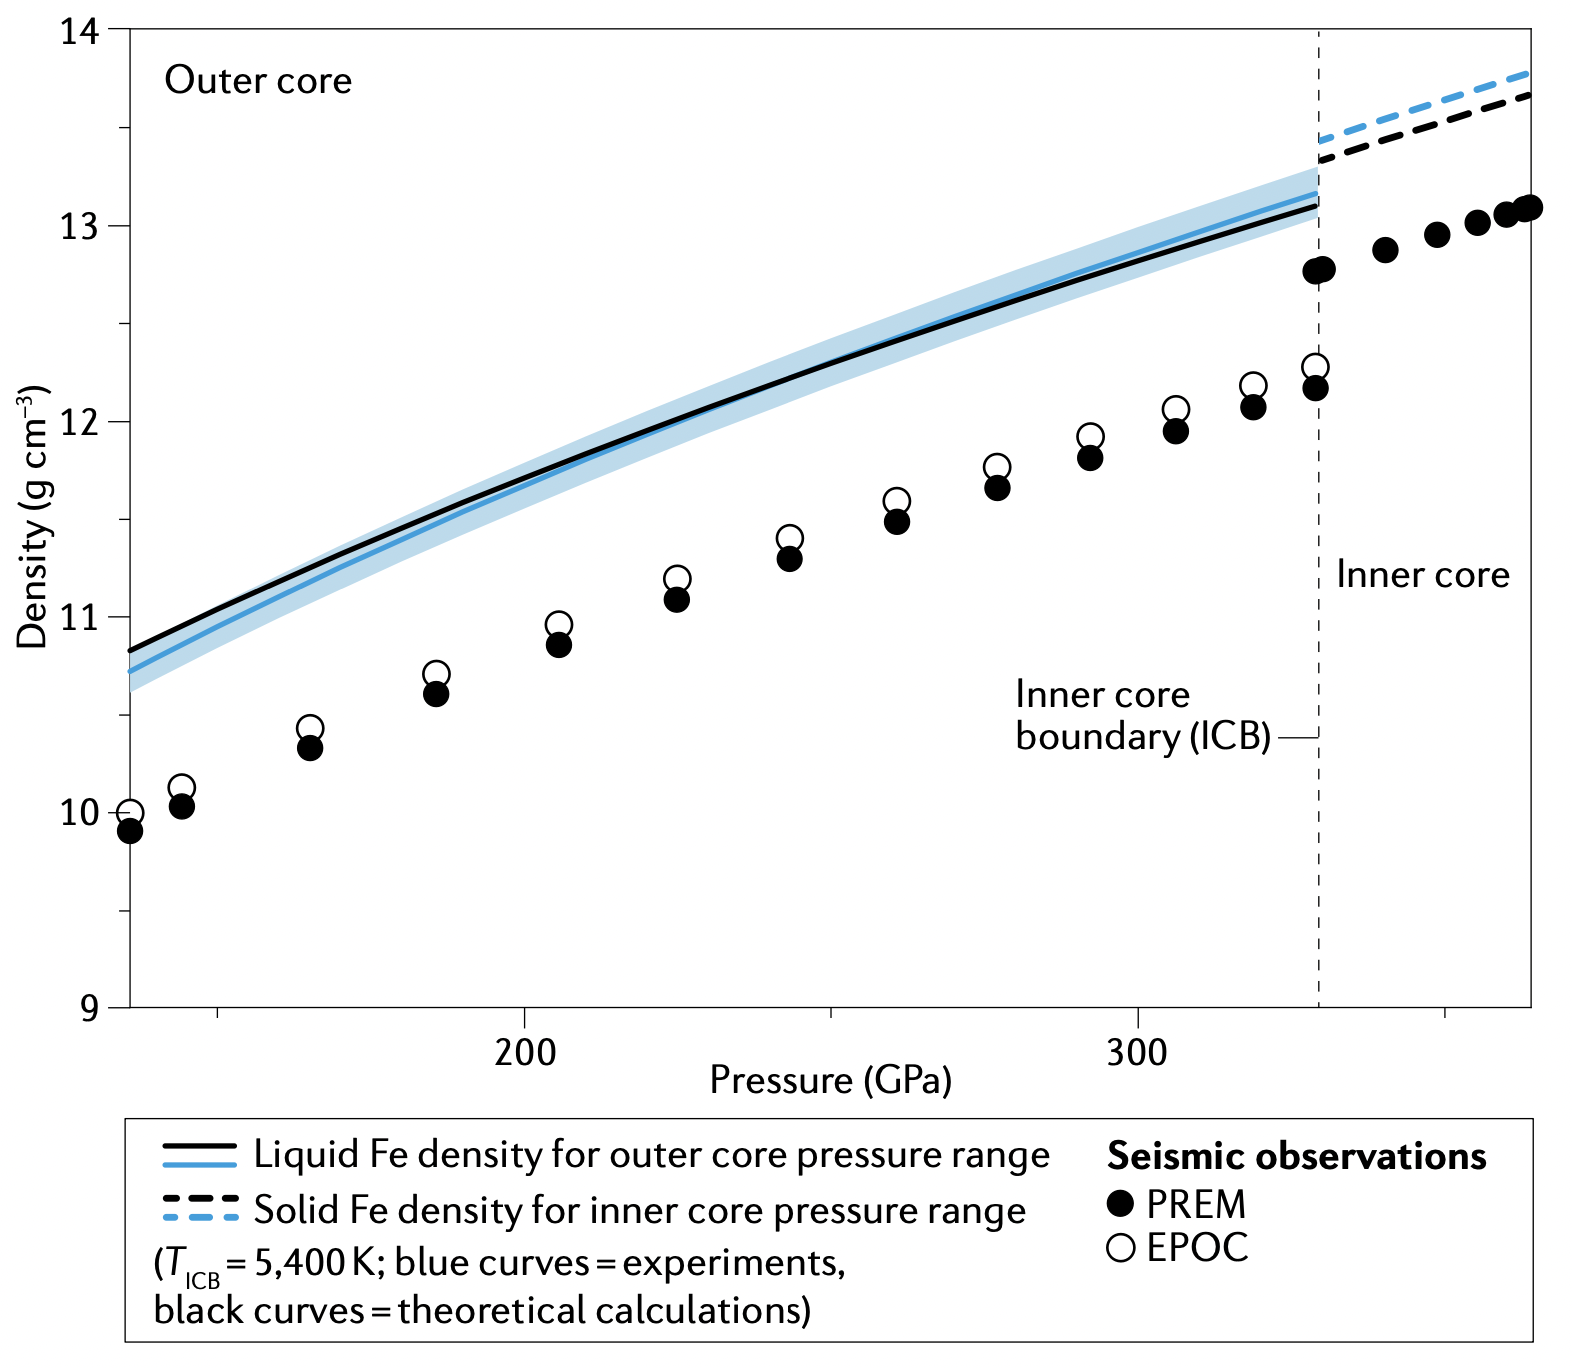 14
13
12
11
10
9
Density (g cm⁻³)
Outer core
Inner core
Inner core
boundary (ICB)
200
300
Pressure (GPa)
Liquid Fe density for outer core pressure range
Solid Fe density for inner core pressure range
(T_ICB = 5,400 K; blue curves = experiments,
black curves = theoretical calculations)
Seismic observations
PREM
EPOC